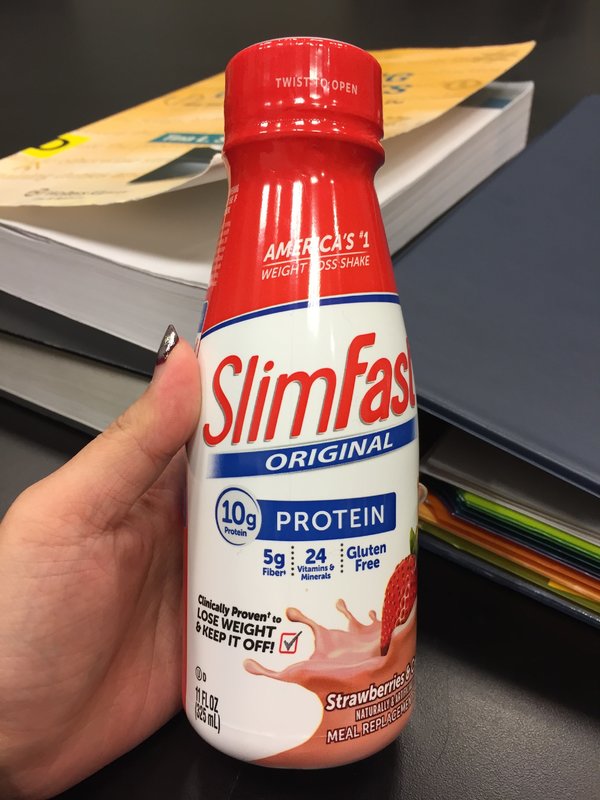 TWIST TO OPEN
AMERICA'S #1
WEIGHT LOSS SHAKE
SlimFast
ORIGINAL
10g
Protein
PROTEIN
5g
Fiber†
24
Vitamins &
Minerals
Gluten
Free
Clinically Proven† to
LOSE WEIGHT
& KEEP IT OFF!
U D
11 FL OZ
(325 mL)
Strawberries &
NATURALLY &
MEAL REPLACEMENT